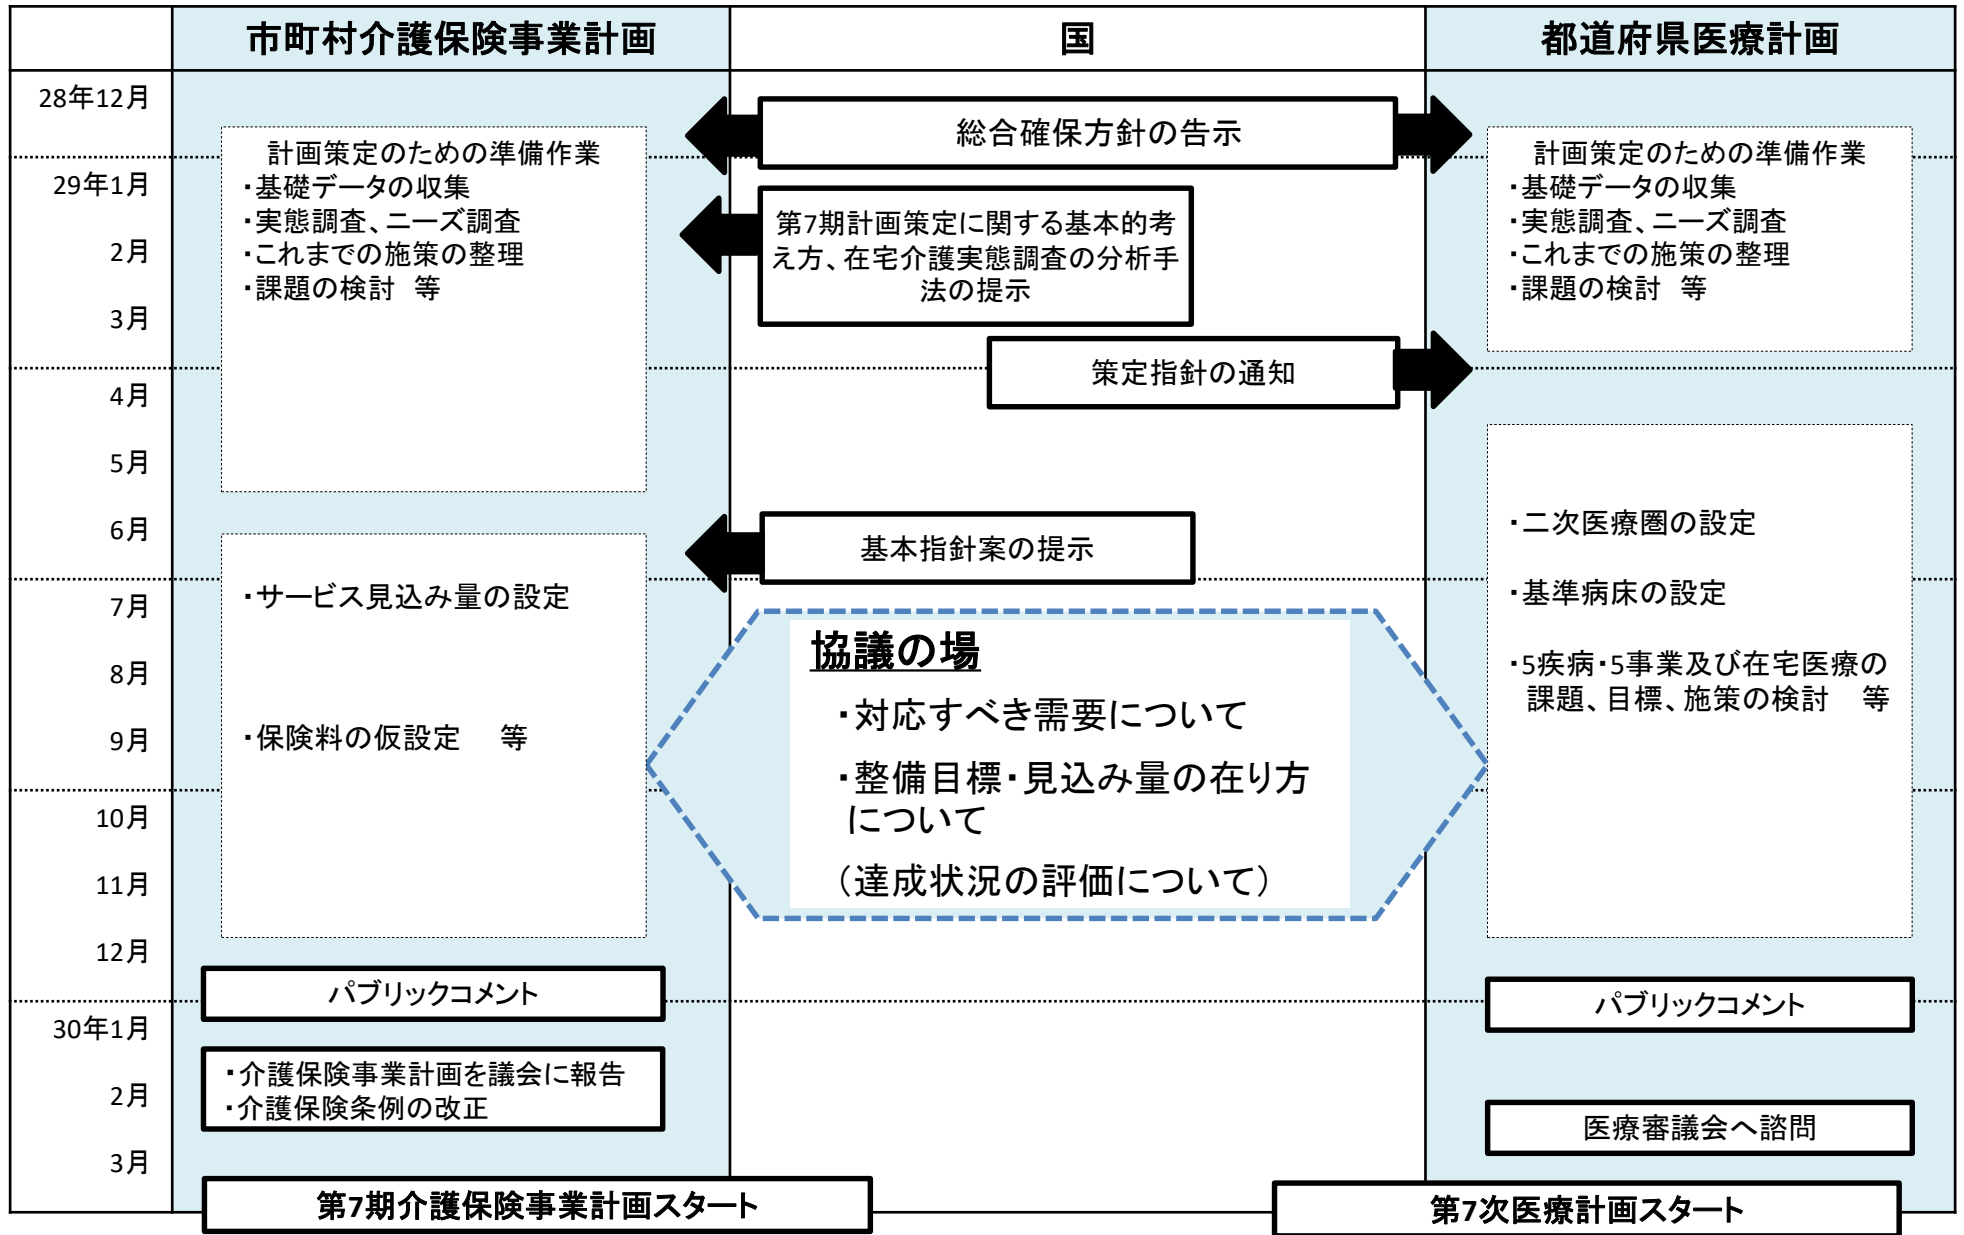 市町村介護保険事業計画
国
都道府県医療計画
28年12月
29年1月
2月
3月
4月
5月
6月
7月
8月
9月
10月
11月
12月
30年1月
2月
3月
計画策定のための準備作業
・基礎データの収集
・実態調査、ニーズ調査
・これまでの施策の整理
・課題の検討 等
・サービス見込み量の設定
・保険料の仮設定 等
パブリックコメント
・介護保険事業計画を議会に報告
・介護保険条例の改正
第7期介護保険事業計画スタート
総合確保方針の告示
第7期計画策定に関する基本的考
え方、在宅介護実態調査の分析手
法の提示
策定指針の通知
基本指針案の提示
協議の場
・対応すべき需要について
・整備目標・見込み量の在り方
について
（達成状況の評価について）
計画策定のための準備作業
・基礎データの収集
・実態調査、ニーズ調査
・これまでの施策の整理
・課題の検討 等
・二次医療圏の設定
・基準病床の設定
・5疾病・5事業及び在宅医療の
課題、目標、施策の検討 等
パブリックコメント
医療審議会へ諮問
第7次医療計画スタート